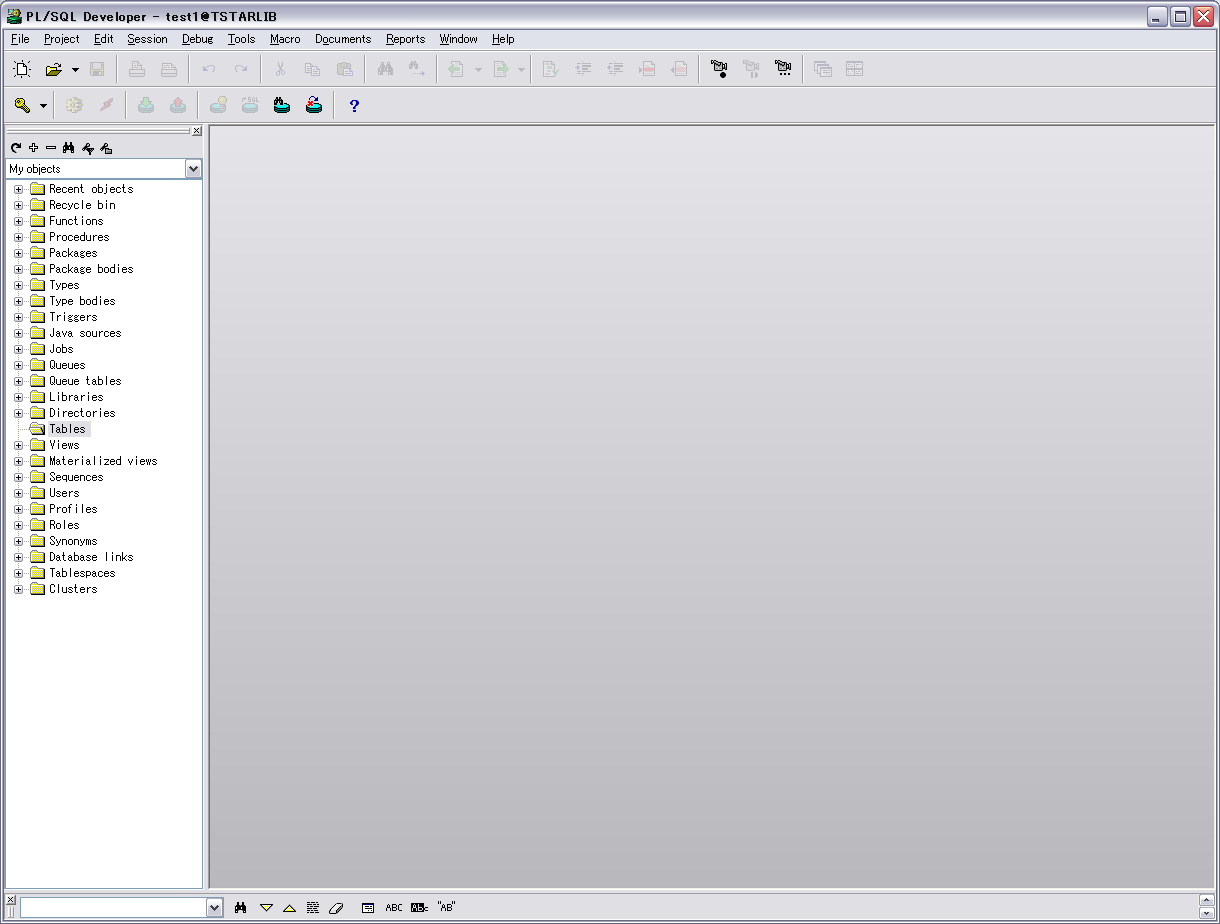 PL/SQL Developer - test1@TSTARLIB
File Project Edit Session Debug Tools Macro Documents Reports Window Help
?
My objects
Recent objects
Recycle bin
Functions
Procedures
Packages
Package bodies
Types
Type bodies
Triggers
Java sources
Jobs
Queues
Queue tables
Libraries
Directories
Tables
Views
Materialized views
Sequences
Users
Profiles
Roles
Synonyms
Database links
Tablespaces
Clusters
ABC "AB"